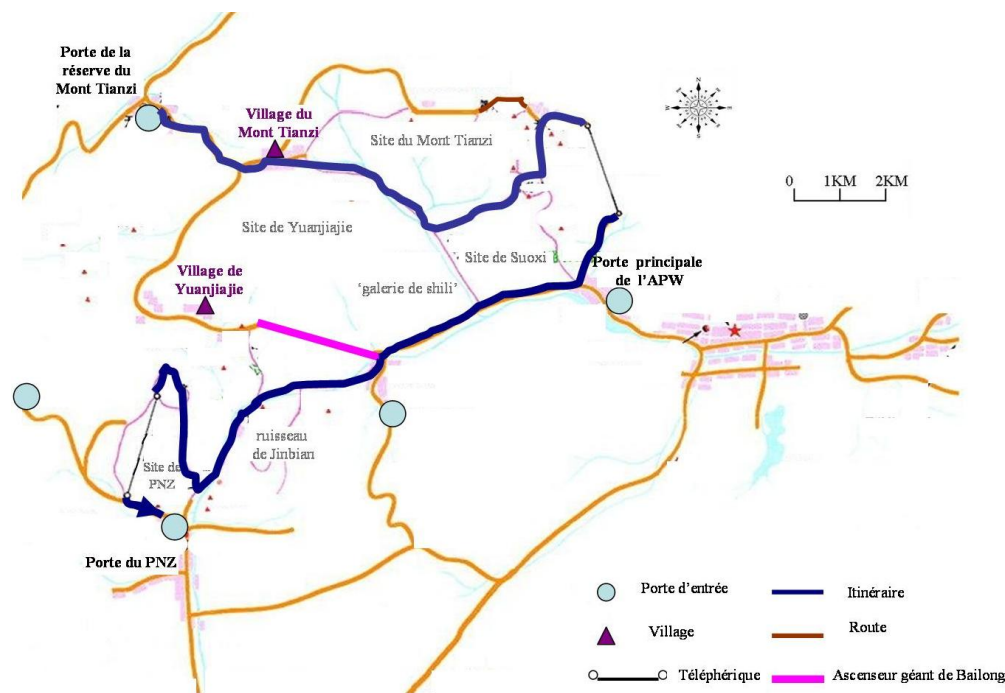 Porte de la
réserve du
Mont Tianzi
Village du
Mont Tianzi
Site du Mont Tianzi
N
0 1KM 2KM
Site de Yuanjiajie
Site de Suoxi
Village de
Yuanjiajie
Porte principale
de l'APW
'galerie de shili'
ruisseau
de Jinbian
Site de
PNZ
Porte du PNZ
Porte d'entrée
Itinéraire
Village
Route
Téléphérique
Ascenseur géant de Bailong